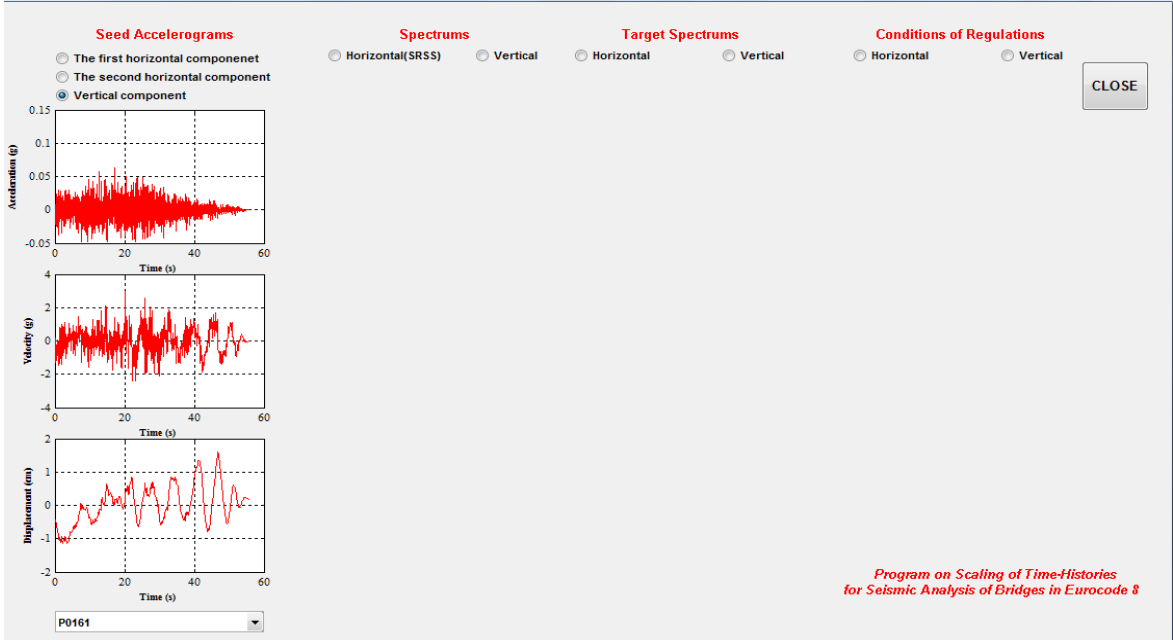 Seed Accelerograms
The first horizontal componenet
The second horizontal component
Vertical component
Spectrums
Horizontal(SRSS) Vertical
Target Spectrums
Horizontal Vertical
Conditions of Regulations
Horizontal Vertical
CLOSE
Acceleration (g)
0.15
0.1
0.05
0
-0.05
0 20 40 60
Time (s)
Velocity (g)
4
2
0
-2
-4
0 20 40 60
Time (s)
Displacement (cm)
2
1
0
-1
-2
0 20 40 60
Time (s)
P0161
Program on Scaling of Time-Histories
for Seismic Analysis of Bridges in Eurocode 8